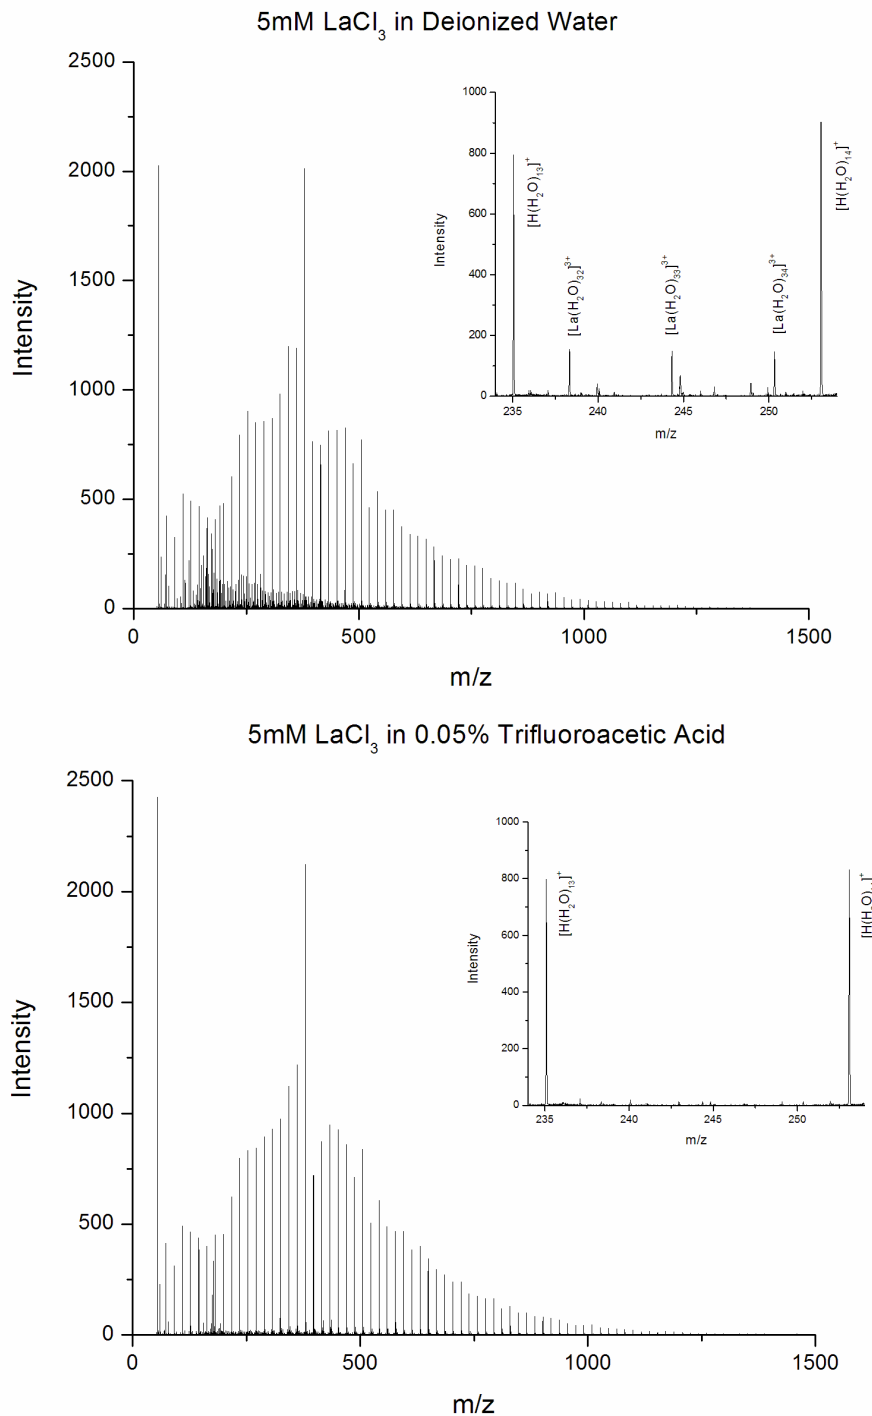 5mM LaCl₃ in Deionized Water
2500
2000
1500
1000
500
0
Intensity
0 500 1000 1500
m/z
1000
800
600
400
200
0
Intensity
235 240 245 250
m/z
[H(H₂O)₁₃]⁺
[La(H₂O)₃₂]³⁺
[La(H₂O)₃₃]³⁺
[La(H₂O)₃₄]³⁺
[H(H₂O)₁₄]⁺
5mM LaCl₃ in 0.05% Trifluoroacetic Acid
2500
2000
1500
1000
500
0
Intensity
0 500 1000 1500
m/z
1000
800
600
400
200
0
Intensity
235 240 245 250
m/z
[H(H₂O)₁₃]⁺
[H(H₂O)₁₄]⁺